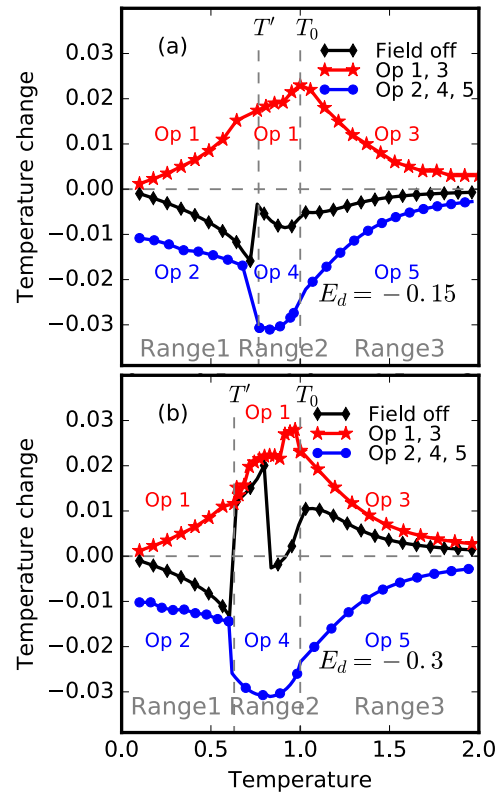 T′ T₀
(a)
Field off
Op 1, 3
Op 2, 4, 5
Op 1 Op 1 Op 3
Op 2 Op 4 Op 5
E_d = −0.15
Range1 Range2 Range3
0.03
0.02
0.01
0.00
−0.01
−0.02
−0.03
Temperature change
T′ T₀
(b)
Op 1
Field off
Op 1, 3
Op 2, 4, 5
Op 1 Op 3
Op 2 Op 4 Op 5
E_d = −0.3
Range1 Range2 Range3
0.03
0.02
0.01
0.00
−0.01
−0.02
−0.03
Temperature change
0.0 0.5 1.0 1.5 2.0
Temperature